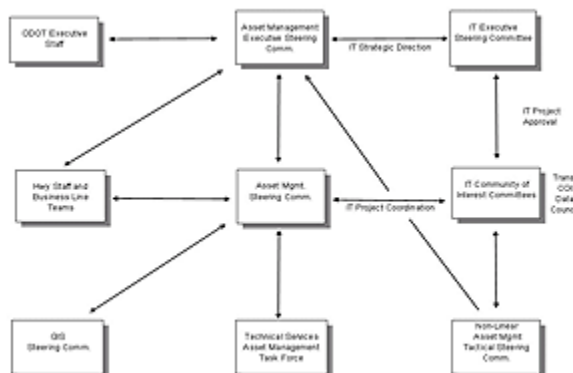 ODOT Executive
Staff
Asset Management
Executive Steering
Comm.
IT Strategic Direction
IT Executive
Steering Committee
IT Project
Approval
Hwy Staff and
Business Line
Teams
Asset Mgmt.
Steering Comm.
IT Project Coordination
IT Community of
Interest Committees
GIS
Steering Comm.
Technical Services
Asset Management
Task Force
Non-Linear
Asset Mgmt
Tactical Steering
Comm.